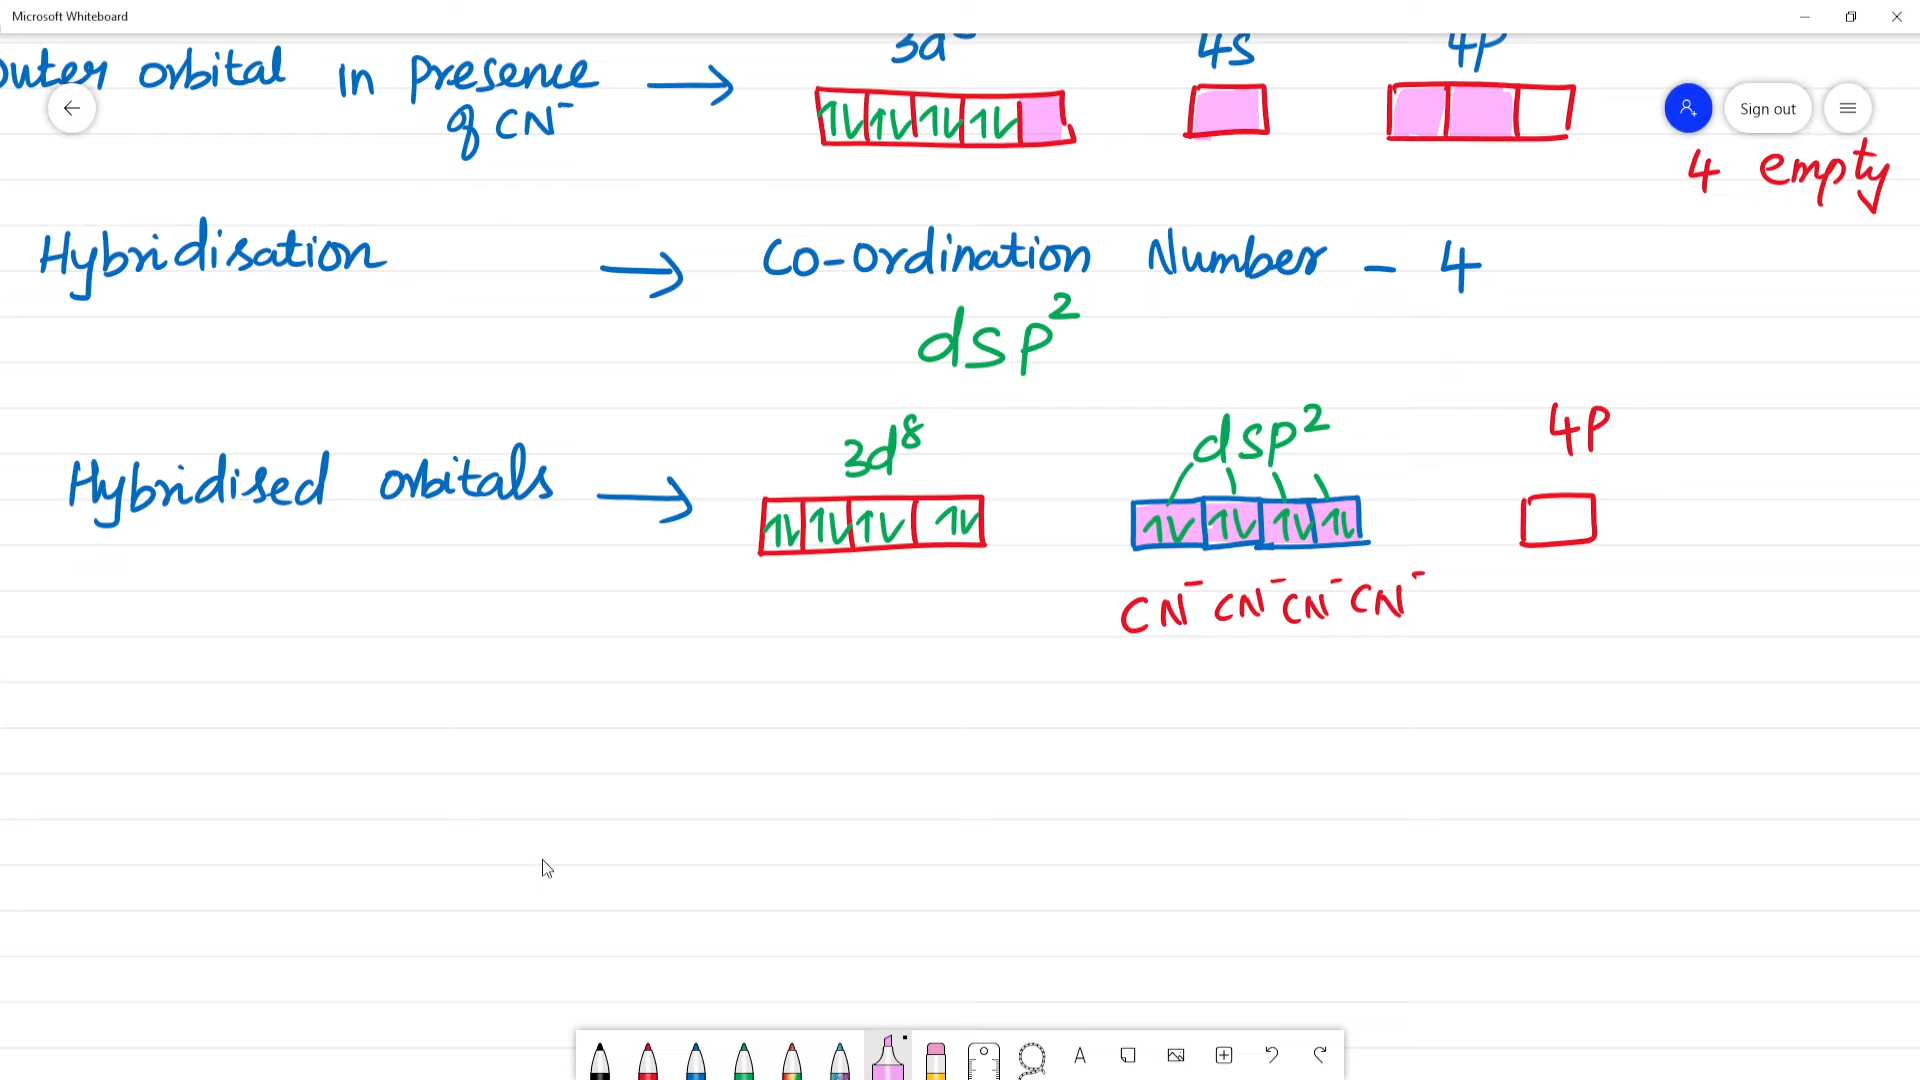 Microsoft Whiteboard
outer orbital in presence → 4s 4p
of CN⁻
Sign out
4 empty
Hybridisation → Co-ordination Number - 4
dsp²
3d⁸ dsp² 4p
Hybridised orbitals →
CN⁻ CN⁻ CN⁻ CN⁻
A